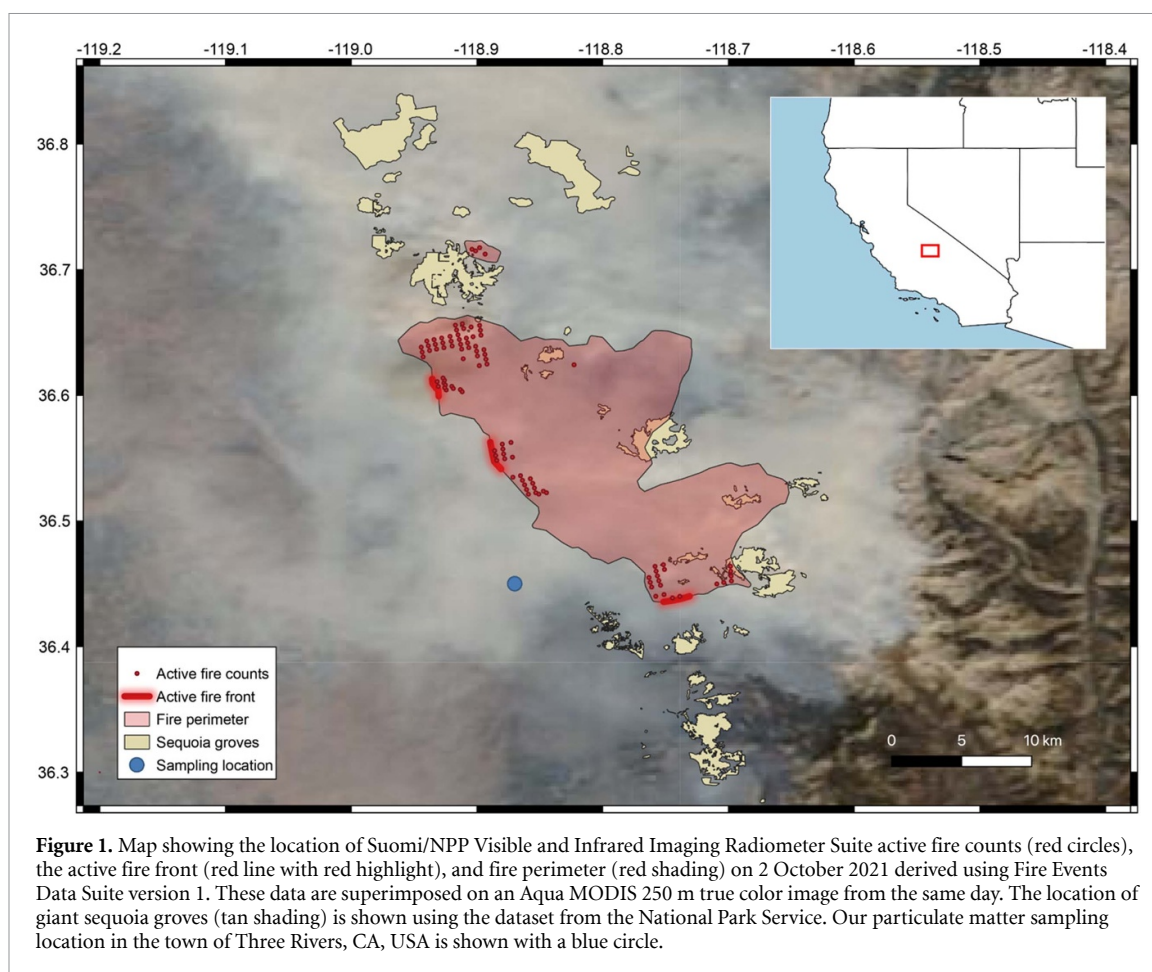 -119.2 -119.1 -119.0 -118.9 -118.8 -118.7 -118.6 -118.5 -118.4
36.8
36.7
36.6
36.5
36.4
36.3
Active fire counts
Active fire front
Fire perimeter
Sequoia groves
Sampling location
0 5 10 km
Figure 1. Map showing the location of Suomi/NPP Visible and Infrared Imaging Radiometer Suite active fire counts (red circles),
the active fire front (red line with red highlight), and fire perimeter (red shading) on 2 October 2021 derived using Fire Events
Data Suite version 1. These data are superimposed on an Aqua MODIS 250 m true color image from the same day. The location of
giant sequoia groves (tan shading) is shown using the dataset from the National Park Service. Our particulate matter sampling
location in the town of Three Rivers, CA, USA is shown with a blue circle.